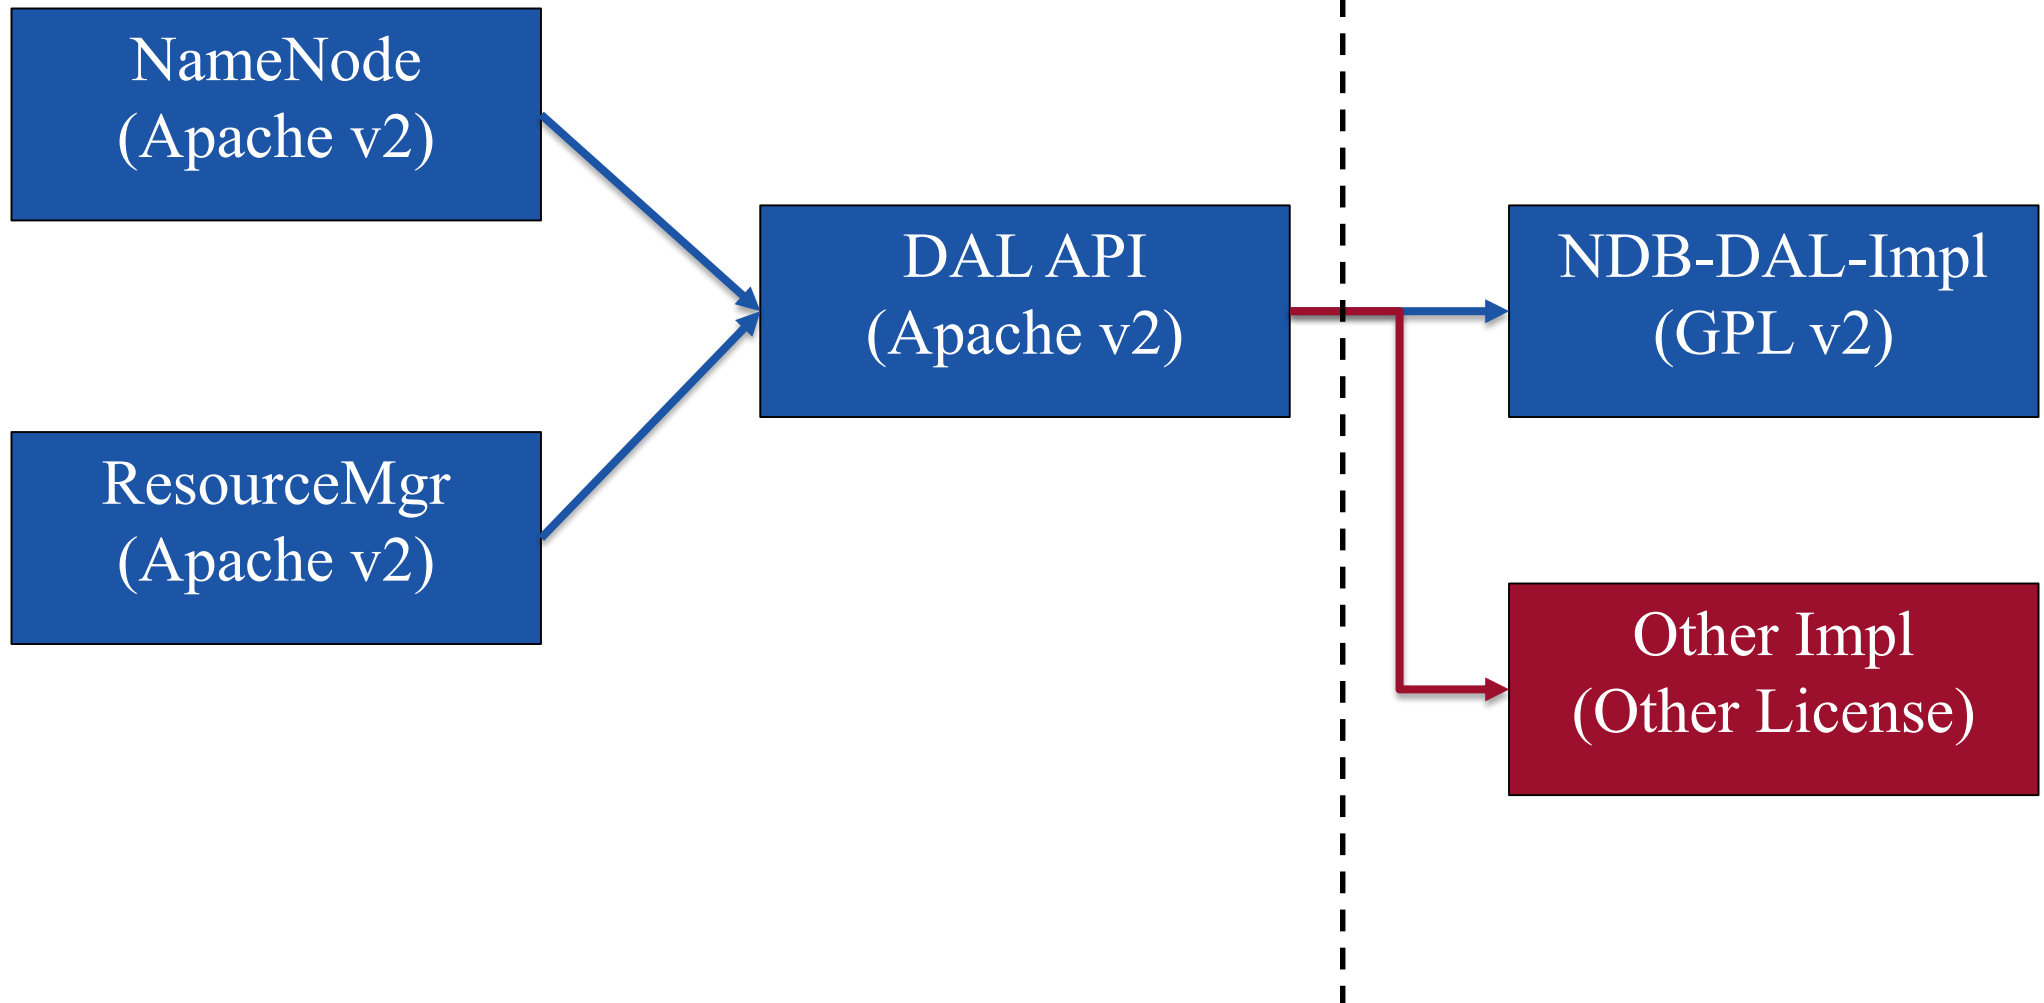 NameNode
(Apache v2)
ResourceMgr
(Apache v2)
DAL API
(Apache v2)
NDB-DAL-Impl
(GPL v2)
Other Impl
(Other License)